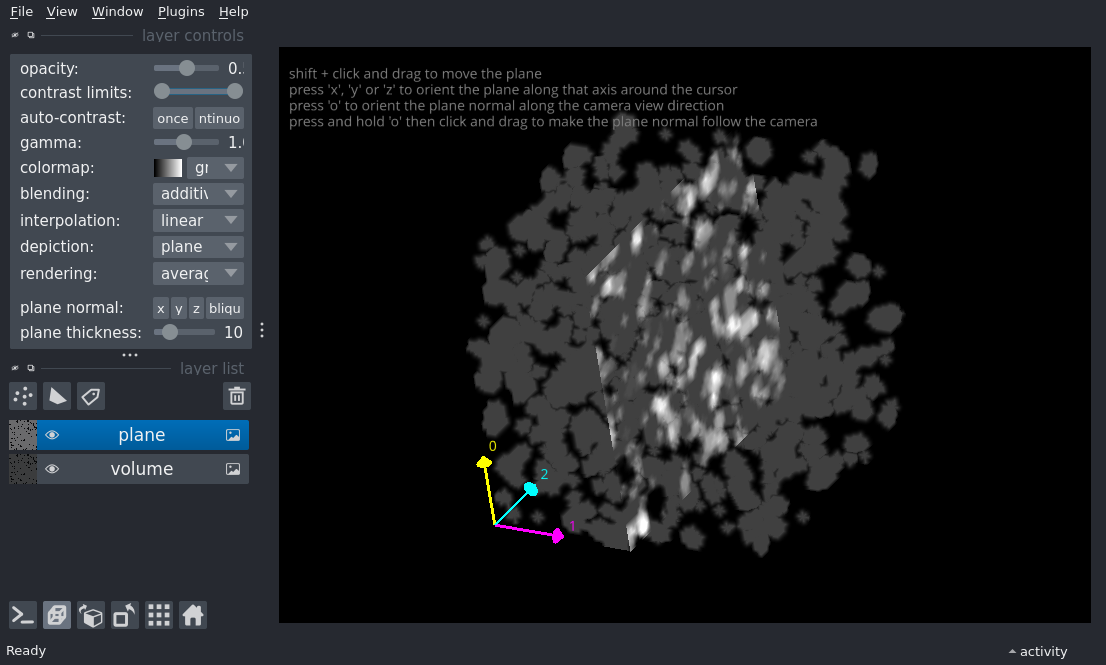 File View Window Plugins Help
layer controls
opacity: 0.
contrast limits:
auto-contrast: once ntinuo
gamma: 1.
colormap: gr
blending: additiv
interpolation: linear
depiction: plane
rendering: averag
plane normal: x y z bliqu
plane thickness: 10
layer list
plane
volume
Ready
shift + click and drag to move the plane
press 'x', 'y' or 'z' to orient the plane along that axis around the cursor
press 'o' to orient the plane normal along the camera view direction
press and hold 'o' then click and drag to make the plane normal follow the camera
0
2
1
activity